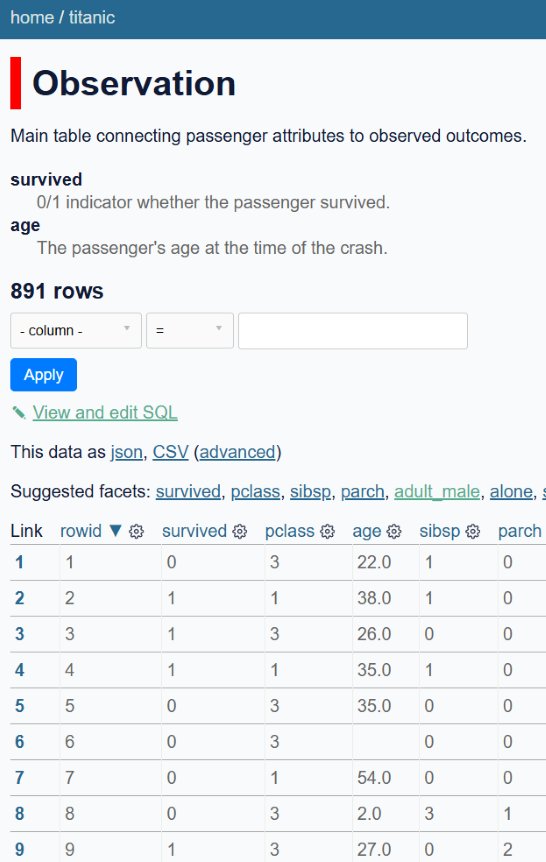 home / titanic
Observation
Main table connecting passenger attributes to observed outcomes.
survived
0/1 indicator whether the passenger survived.
age
The passenger's age at the time of the crash.
891 rows
- column - =
Apply
View and edit SQL
This data as json, CSV (advanced)
Suggested facets: survived, pclass, sibsp, parch, adult_male, alone,
Link rowid ▼ survived pclass age sibsp parch
1 1 0 3 22.0 1 0
2 2 1 1 38.0 1 0
3 3 1 3 26.0 0 0
4 4 1 1 35.0 1 0
5 5 0 3 35.0 0 0
6 6 0 3 0 0
7 7 0 1 54.0 0 0
8 8 0 3 2.0 3 1
9 9 1 3 27.0 0 2